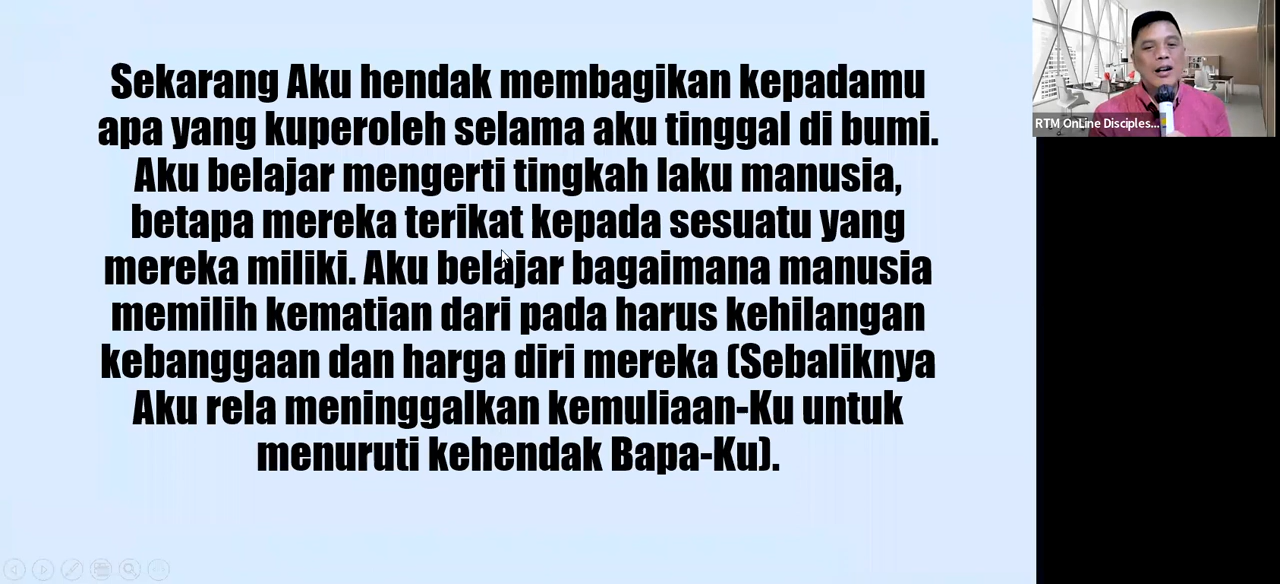 Sekarang Aku hendak membagikan kepadamu
apa yang kuperoleh selama aku tinggal di bumi.
Aku belajar mengerti tingkah laku manusia,
betapa mereka terikat kepada sesuatu yang
mereka miliki. Aku belajar bagaimana manusia
memilih kematian dari pada harus kehilangan
kebanggaan dan harga diri mereka (Sebaliknya
Aku rela meninggalkan kemuliaan-Ku untuk
menuruti kehendak Bapa-Ku).
RTM OnLine Disciples...